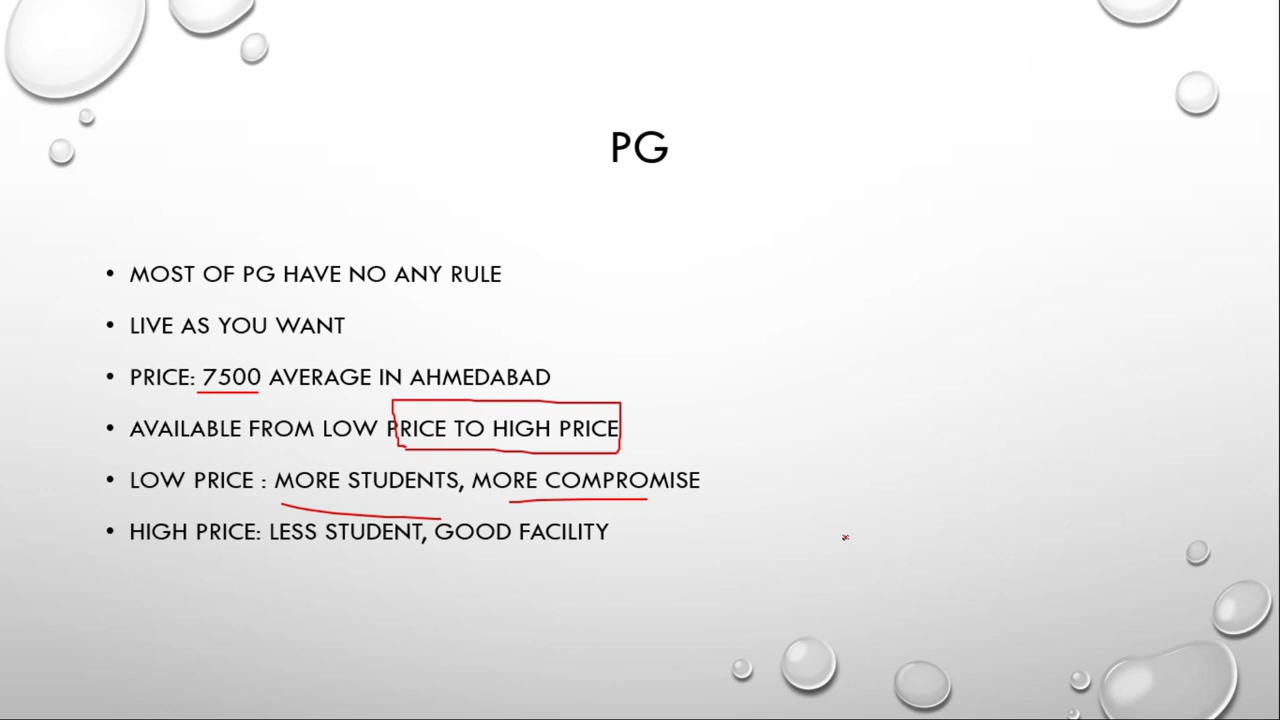 PG
• MOST OF PG HAVE NO ANY RULE
• LIVE AS YOU WANT
• PRICE: 7500 AVERAGE IN AHMEDABAD
• AVAILABLE FROM LOW PRICE TO HIGH PRICE
• LOW PRICE : MORE STUDENTS, MORE COMPROMISE
• HIGH PRICE: LESS STUDENT, GOOD FACILITY